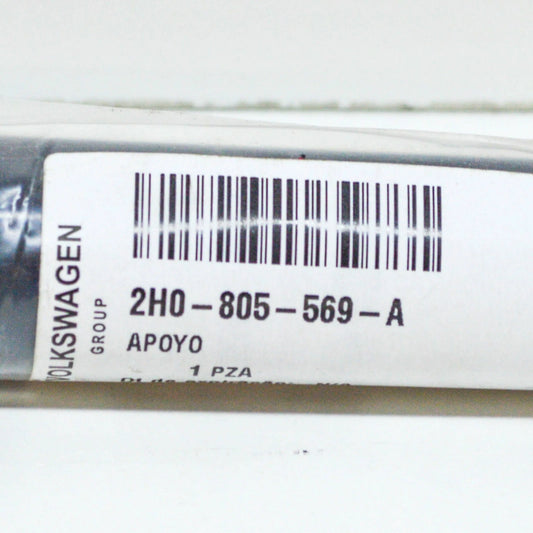 VOLKSWAGEN
GROUP
2H0-805-569-A
APOYO
1 PZA